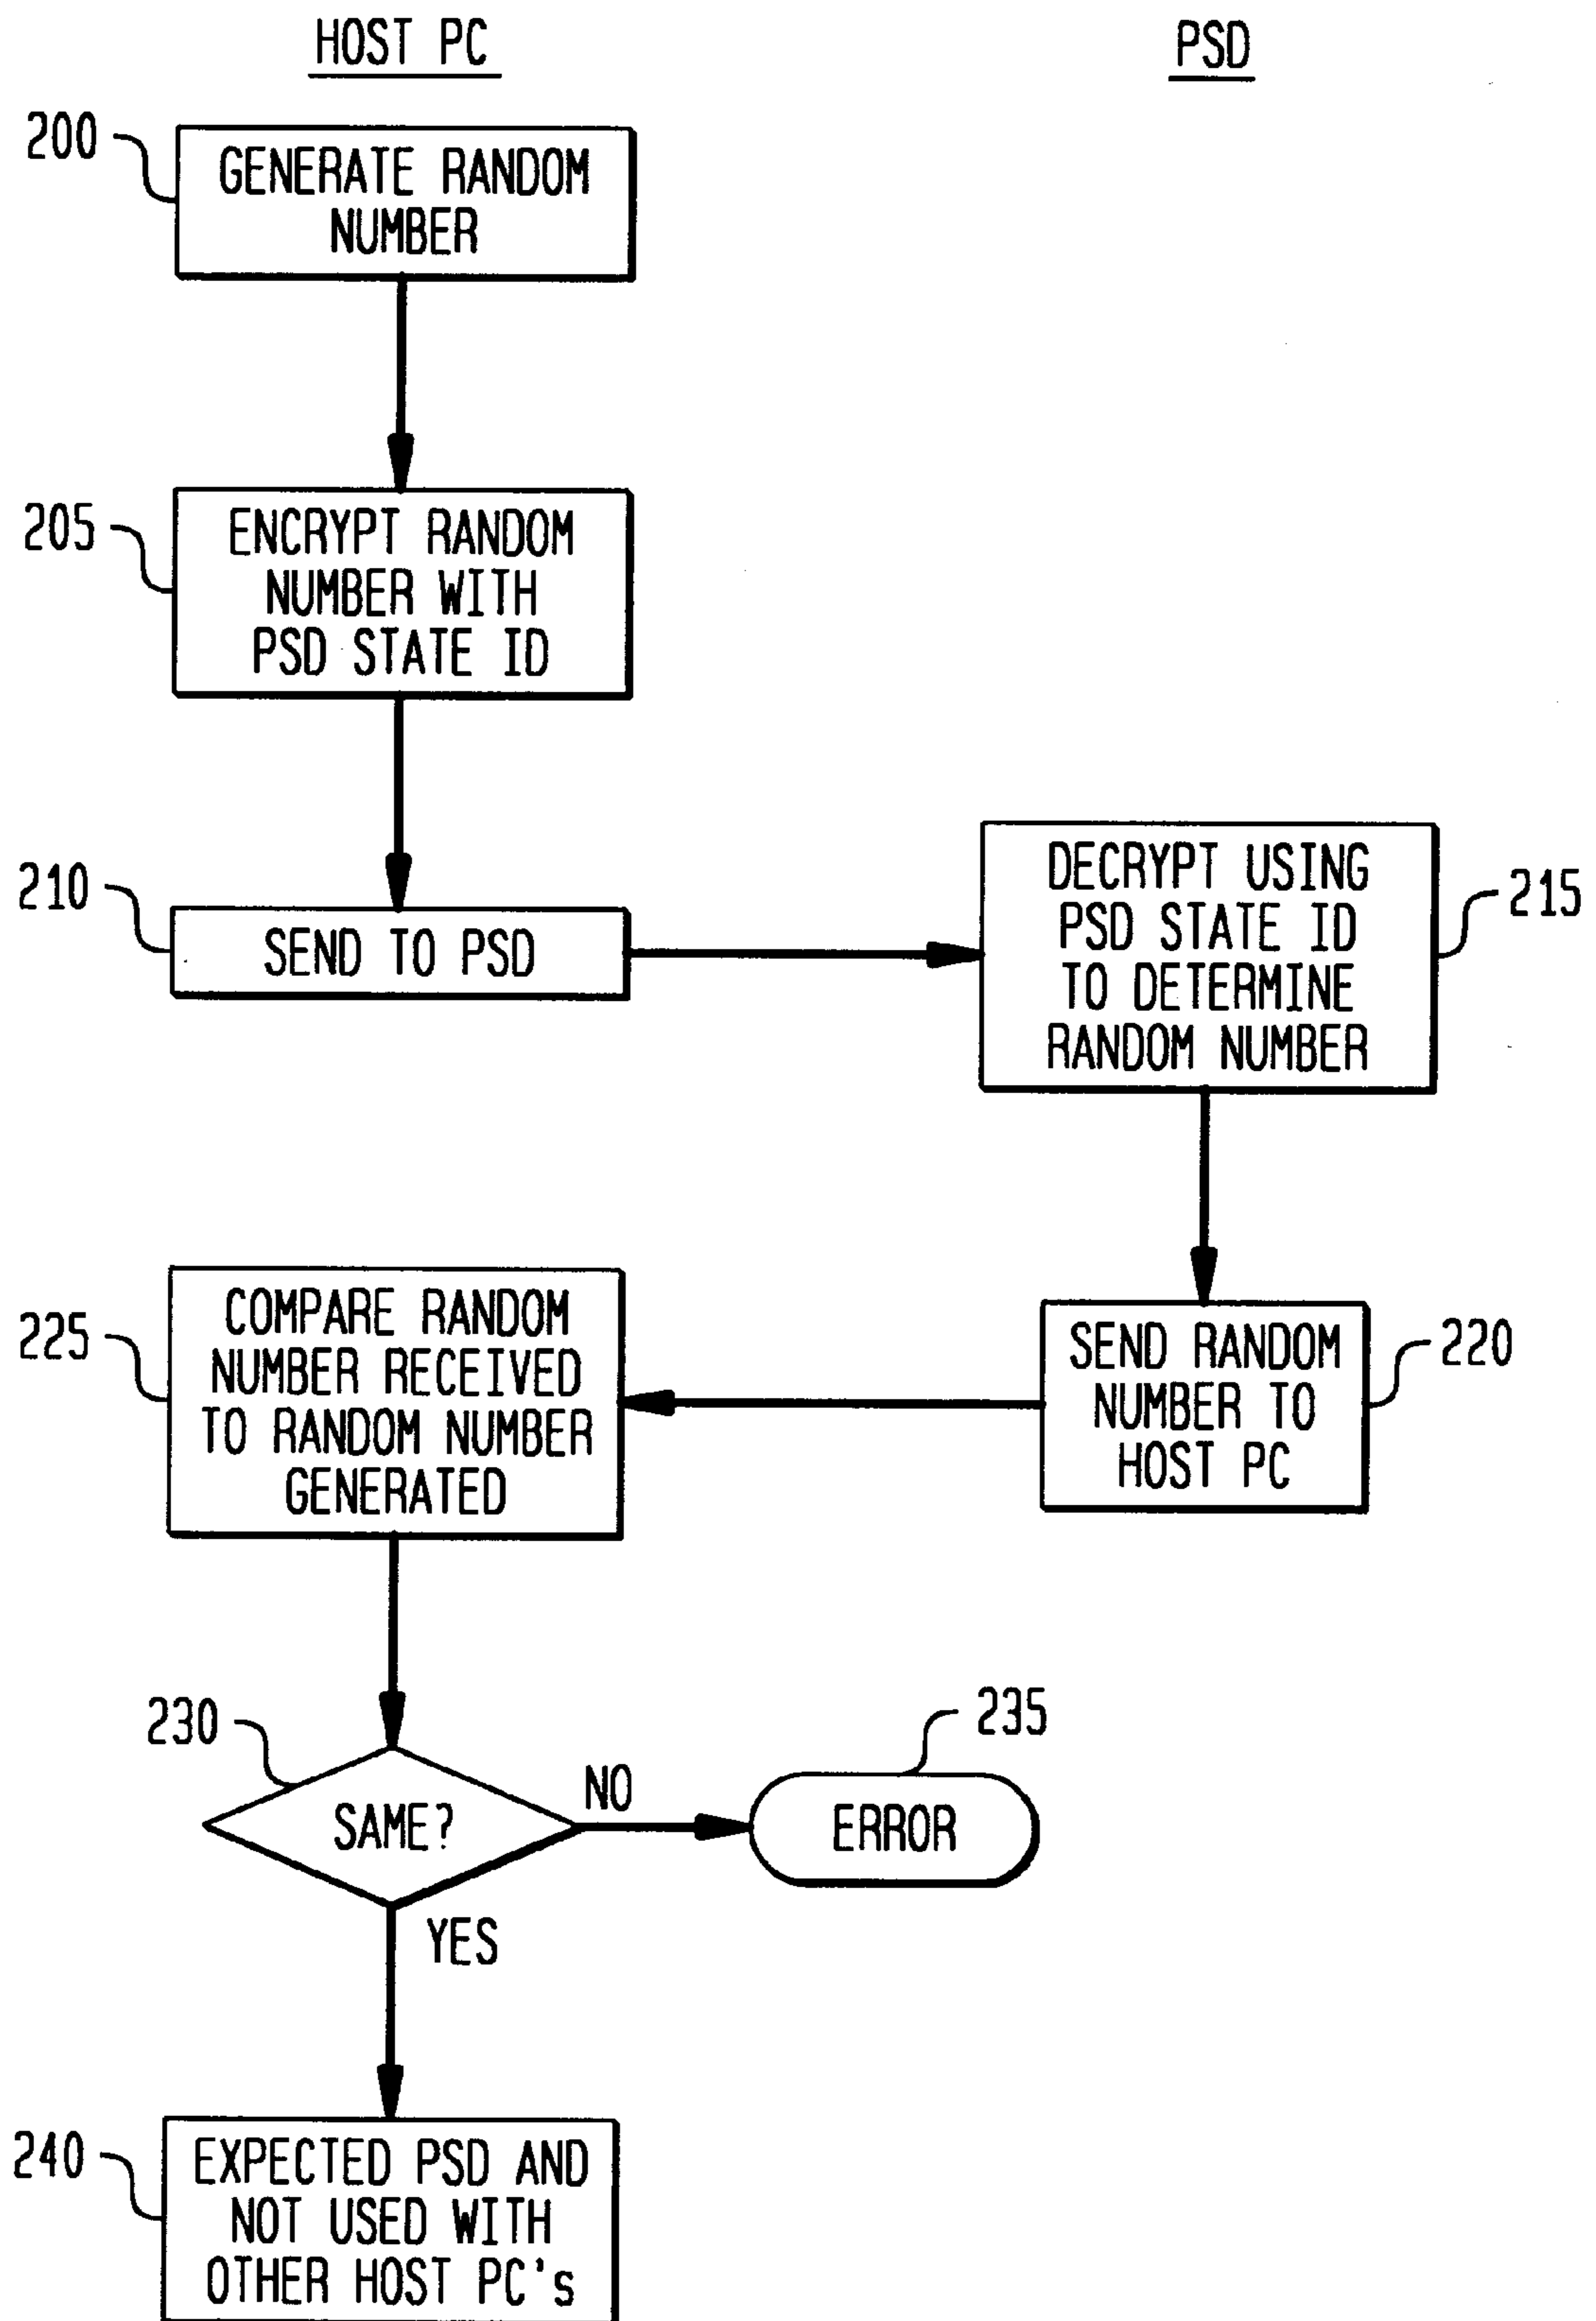 HOST PC
PSD
200
GENERATE RANDOM
NUMBER
205
ENCRYPT RANDOM
NUMBER WITH
PSD STATE ID
210
SEND TO PSD
DECRYPT USING
PSD STATE ID
TO DETERMINE
RANDOM NUMBER
215
225
COMPARE RANDOM
NUMBER RECEIVED
TO RANDOM NUMBER
GENERATED
SEND RANDOM
NUMBER TO
HOST PC
220
230
SAME?
NO
235
ERROR
YES
240
EXPECTED PSD AND
NOT USED WITH
OTHER HOST PC's